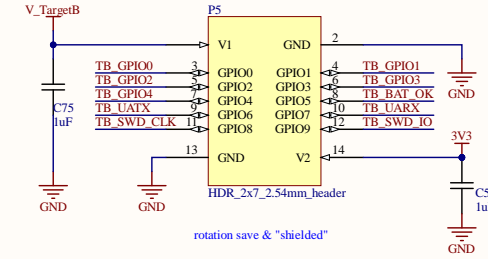 V_TargetB
P5
V1 GND 2
TB_GPIO0 3 GPIO0 GPIO1 4 TB_GPIO1
TB_GPIO2 5 GPIO2 GPIO3 6 TB_GPIO3
TB_GPIO4 7 GPIO4 GPIO5 8 TB_BAT_OK
TB_UATX 9 GPIO6 GPIO7 10 TB_UARX
TB_SWD_CLK 11 GPIO8 GPIO9 12 TB_SWD_IO
C75
1uF
GND
3V3
13 GND V2 14
HDR_2x7_2.54mm_header
GND
GND
GND
rotation save & "shielded"